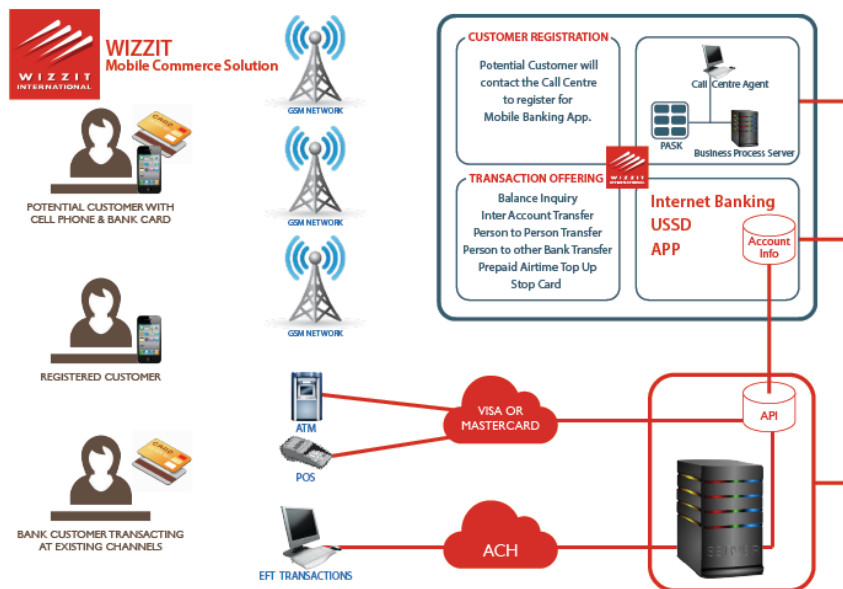 WIZZIT
INTERNATIONAL
WIZZIT
Mobile Commerce Solution
POTENTIAL CUSTOMER WITH
CELL PHONE & BANK CARD
REGISTERED CUSTOMER
BANK CUSTOMER TRANSACTING
AT EXISTING CHANNELS
GSM NETWORK
GSM NETWORK
GSM NETWORK
ATM
POS
EFT TRANSACTIONS
VISA OR
MASTERCARD
ACH
CUSTOMER REGISTRATION
Potential Customer will
contact the Call Centre
to register for
Mobile Banking App.
Call Centre Agent
PASK
Business Process Server
WIZZIT
INTERNATIONAL
TRANSACTION OFFERING
Balance Inquiry
Inter Account Transfer
Person to Person Transfer
Person to other Bank Transfer
Prepaid Airtime Top Up
Stop Card
Internet Banking
USSD
APP
Account
Info
API
SERVER